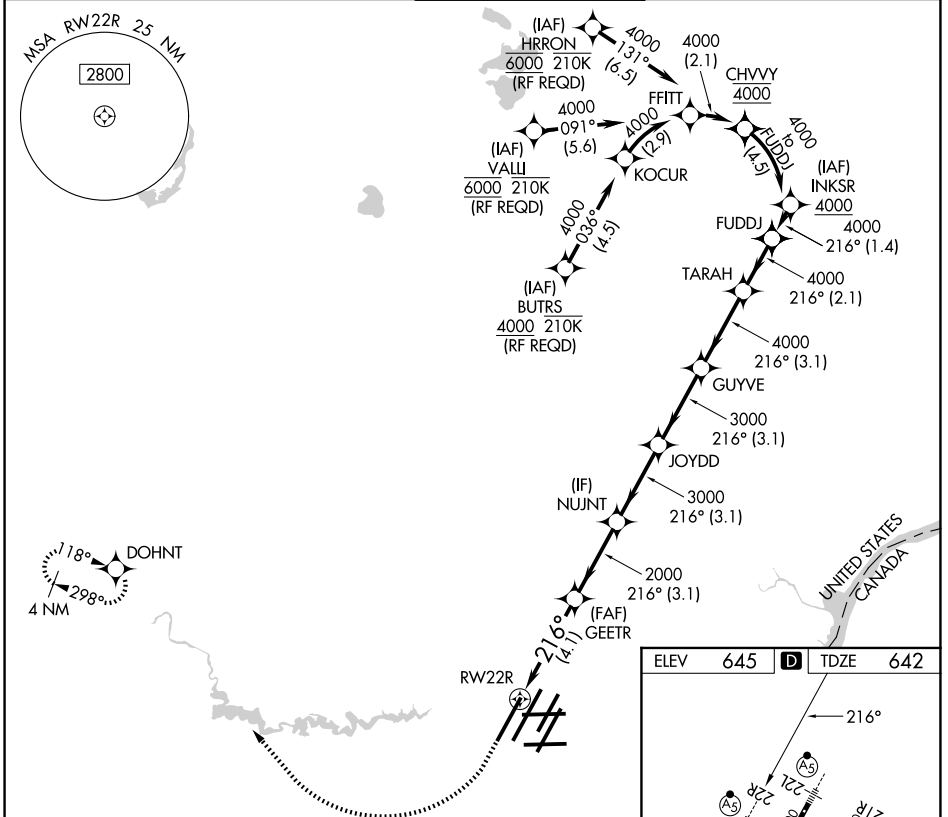 MSA RW22R 25 NM
2800
(IAF)
HRRON
6000 210K
(RF REQD)
4000
131°
(6.5)
4000
(2.1)
CHVVY
4000
FFITT
4000
091°
(5.6)
(IAF)
VALLI
6000 210K
(RF REQD)
4000
(2.9)
KOCUR
4000
to
FUDDJ
(4.5)
(IAF)
INKSR
4000
4000
216° (1.4)
FUDDJ
4000
036°
(4.5)
(IAF)
BUTRS
4000 210K
(RF REQD)
TARAH
4000
216° (2.1)
4000
216° (3.1)
GUYVE
3000
216° (3.1)
JOYDD
(IF)
NUJNT
3000
216° (3.1)
2000
216° (3.1)
(FAF)
GEETR
216°
(4.1)
RW22R
118°
DOHNT
298°
4 NM
UNITED STATES
CANADA
ELEV 645 D TDZE 642
216°
A5
22R
22L
A5
21R